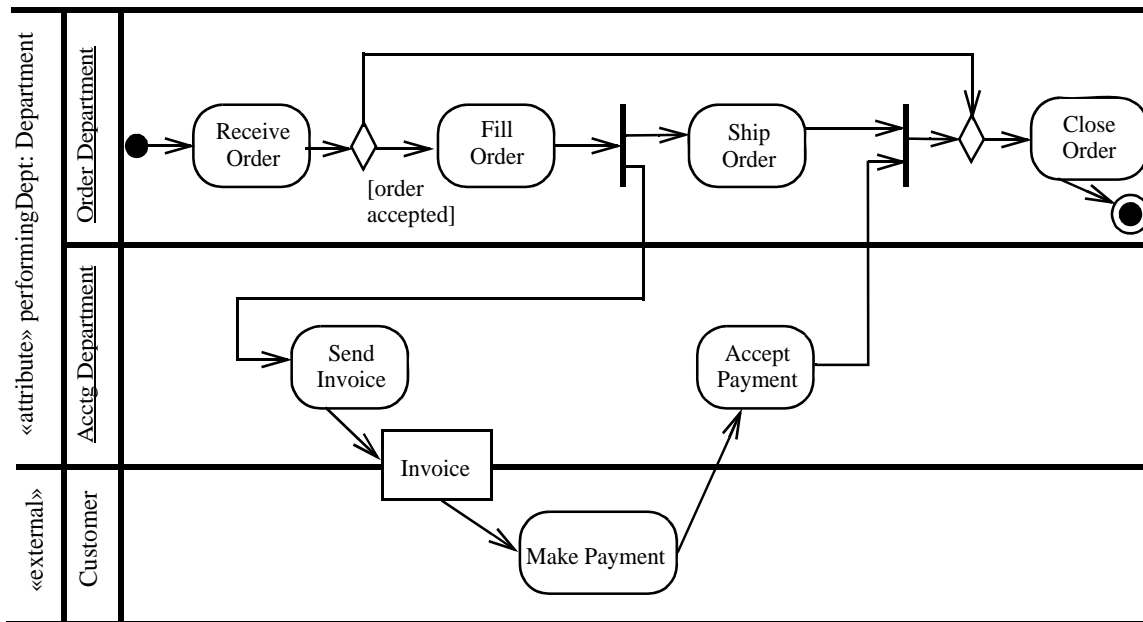 «attribute» performingDept: Department
Order Department
Receive
Order
[order
accepted]
Fill
Order
Ship
Order
Close
Order
Acctg Department
Send
Invoice
Accept
Payment
Invoice
«external»
Customer
Make Payment